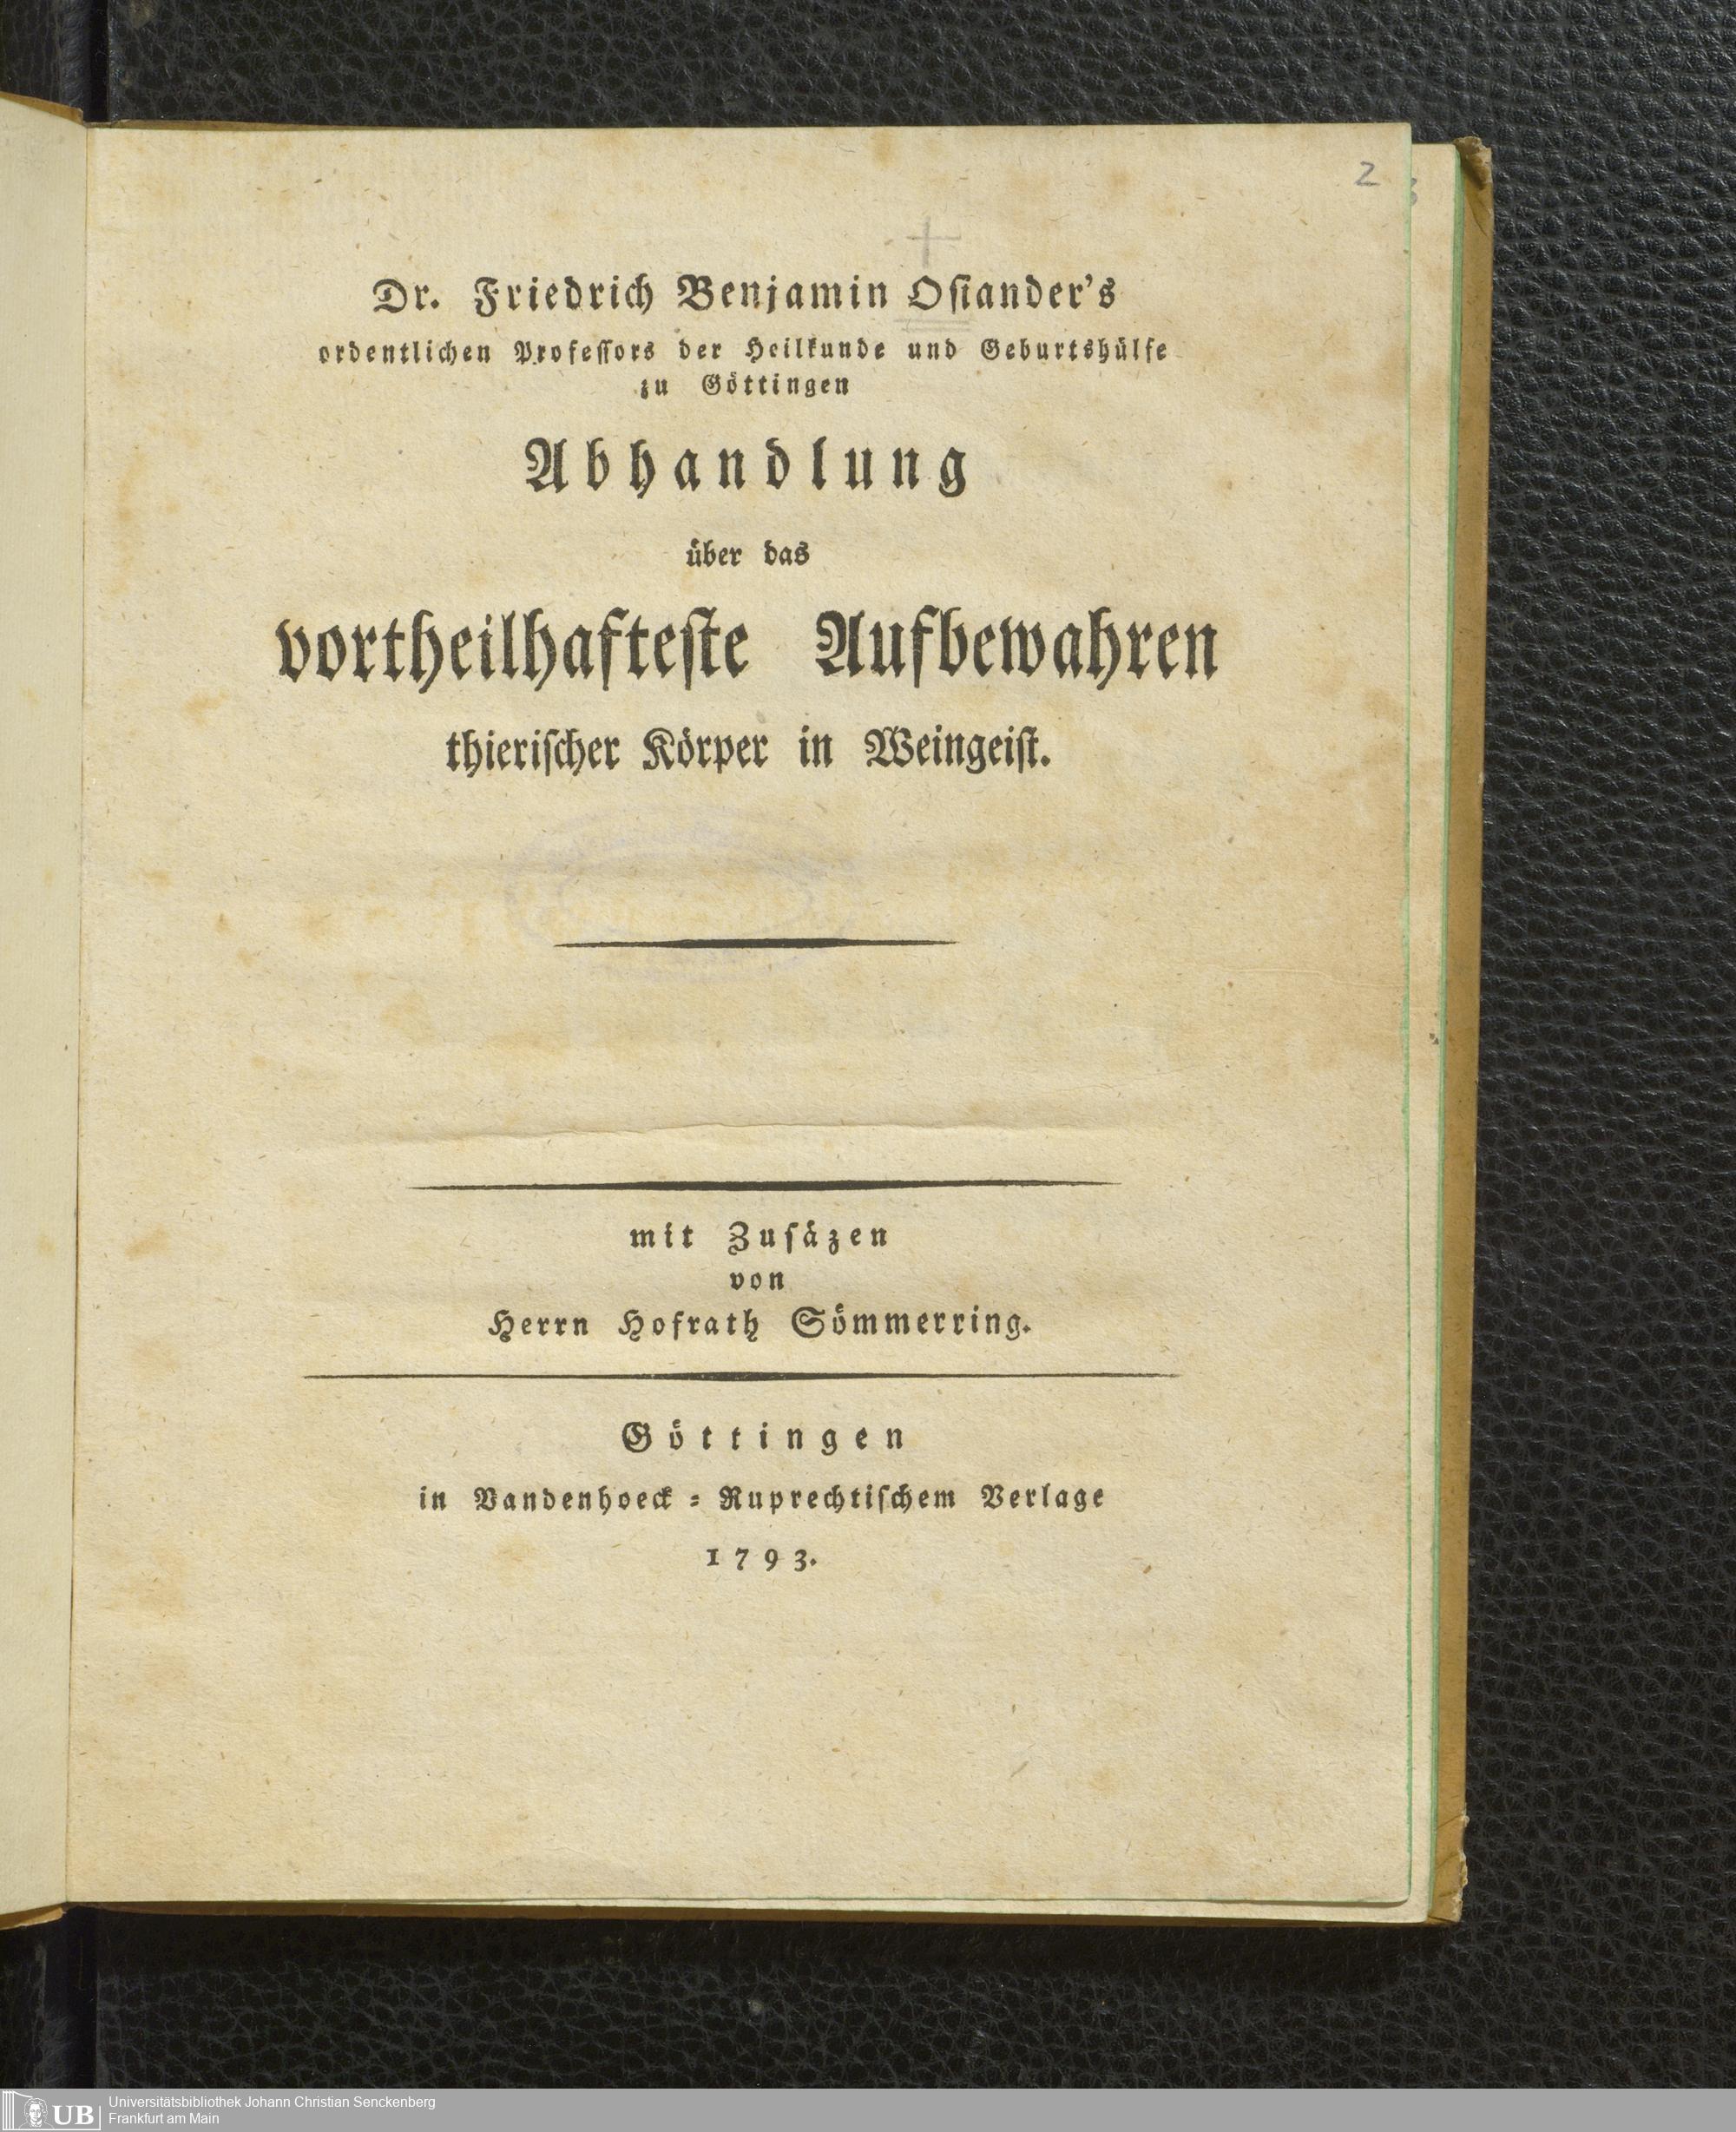 2
Dr. Friedrich Benjamin Oſiander's
ordentlichen Profeſſors der Heilkunde und Geburtshülfe
zu Göttingen
Abhandlung
über das
vortheilhafteſte Aufbewahren
thieriſcher Körper in Weingeiſt.
mit Zuſäzen
von
Herrn Hofrath Sömmerring.
Göttingen
in Vandenhoeck = Ruprechtiſchem Verlage
1793.
UB
Universitätsbibliothek Johann Christian Senckenberg
Frankfurt am Main